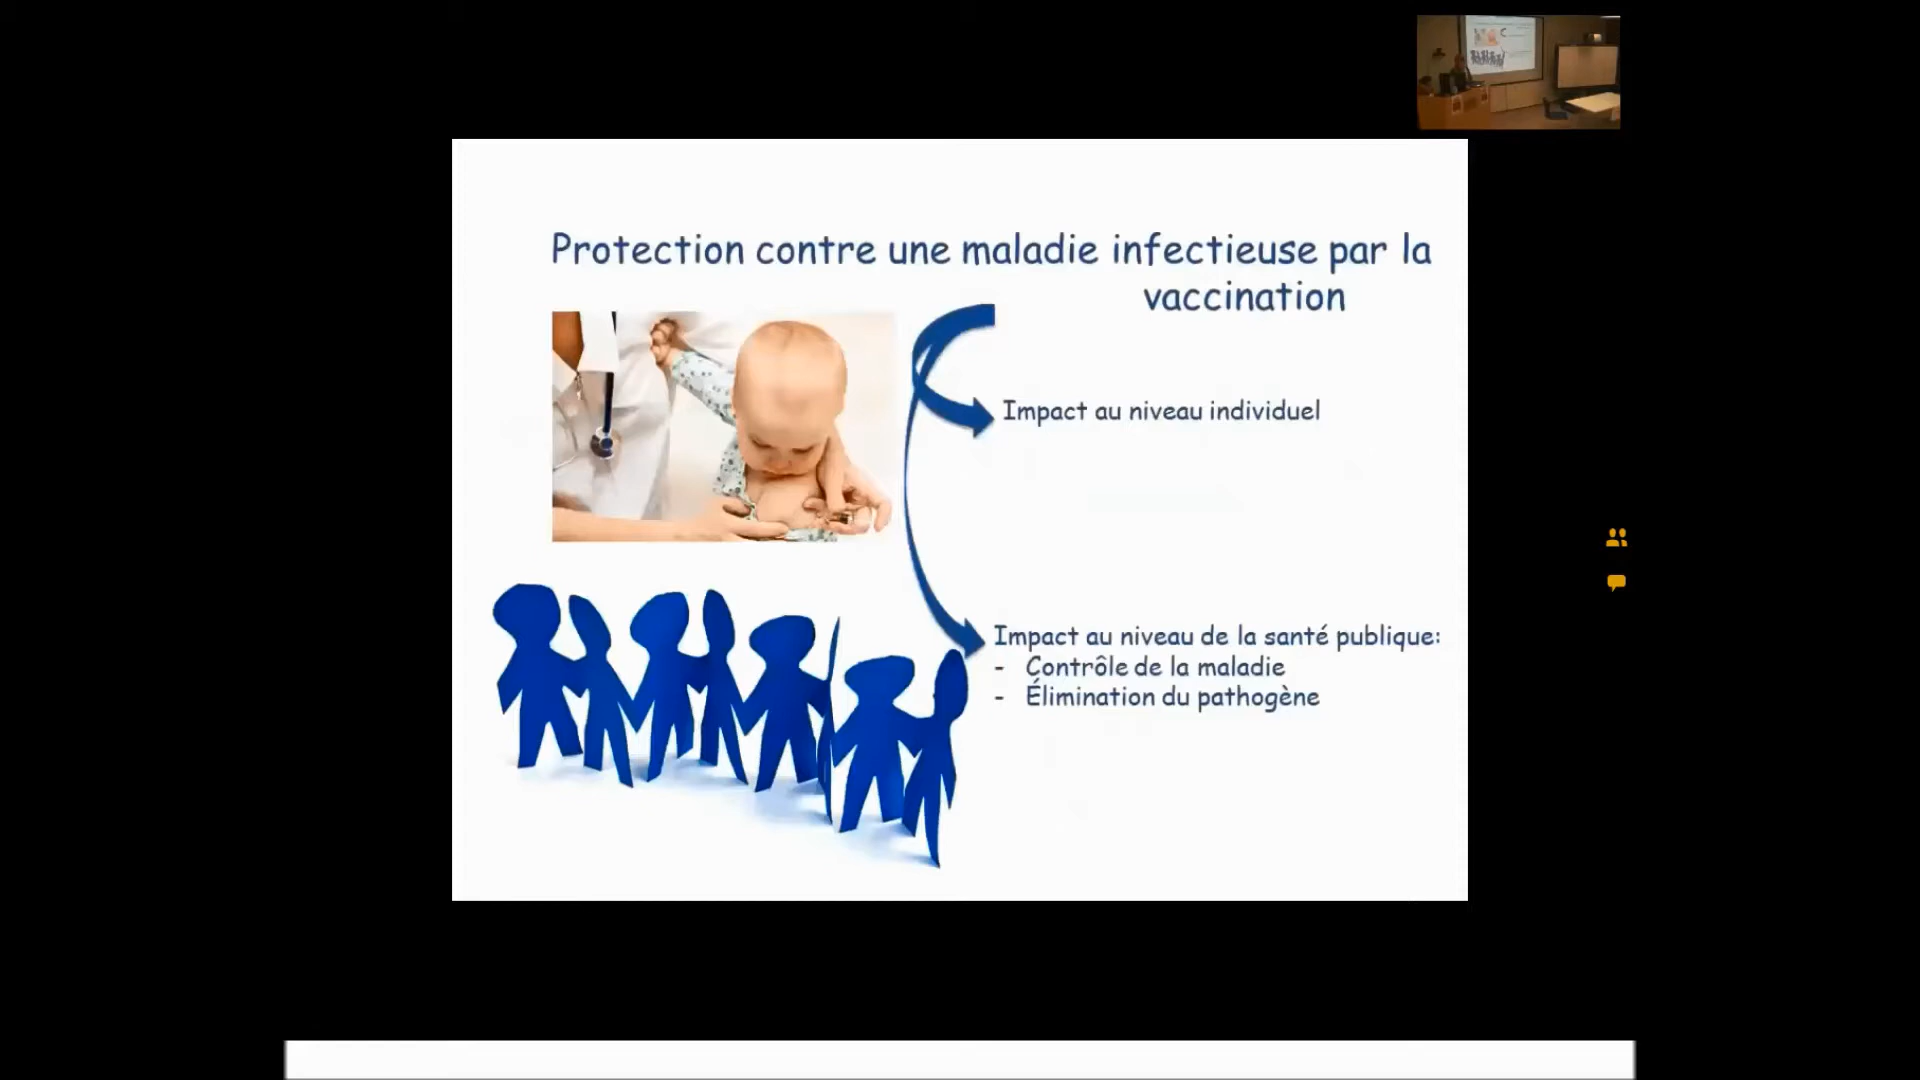 Protection contre une maladie infectieuse par la
vaccination
Impact au niveau individuel
Impact au niveau de la santé publique:
- Contrôle de la maladie
- Élimination du pathogène